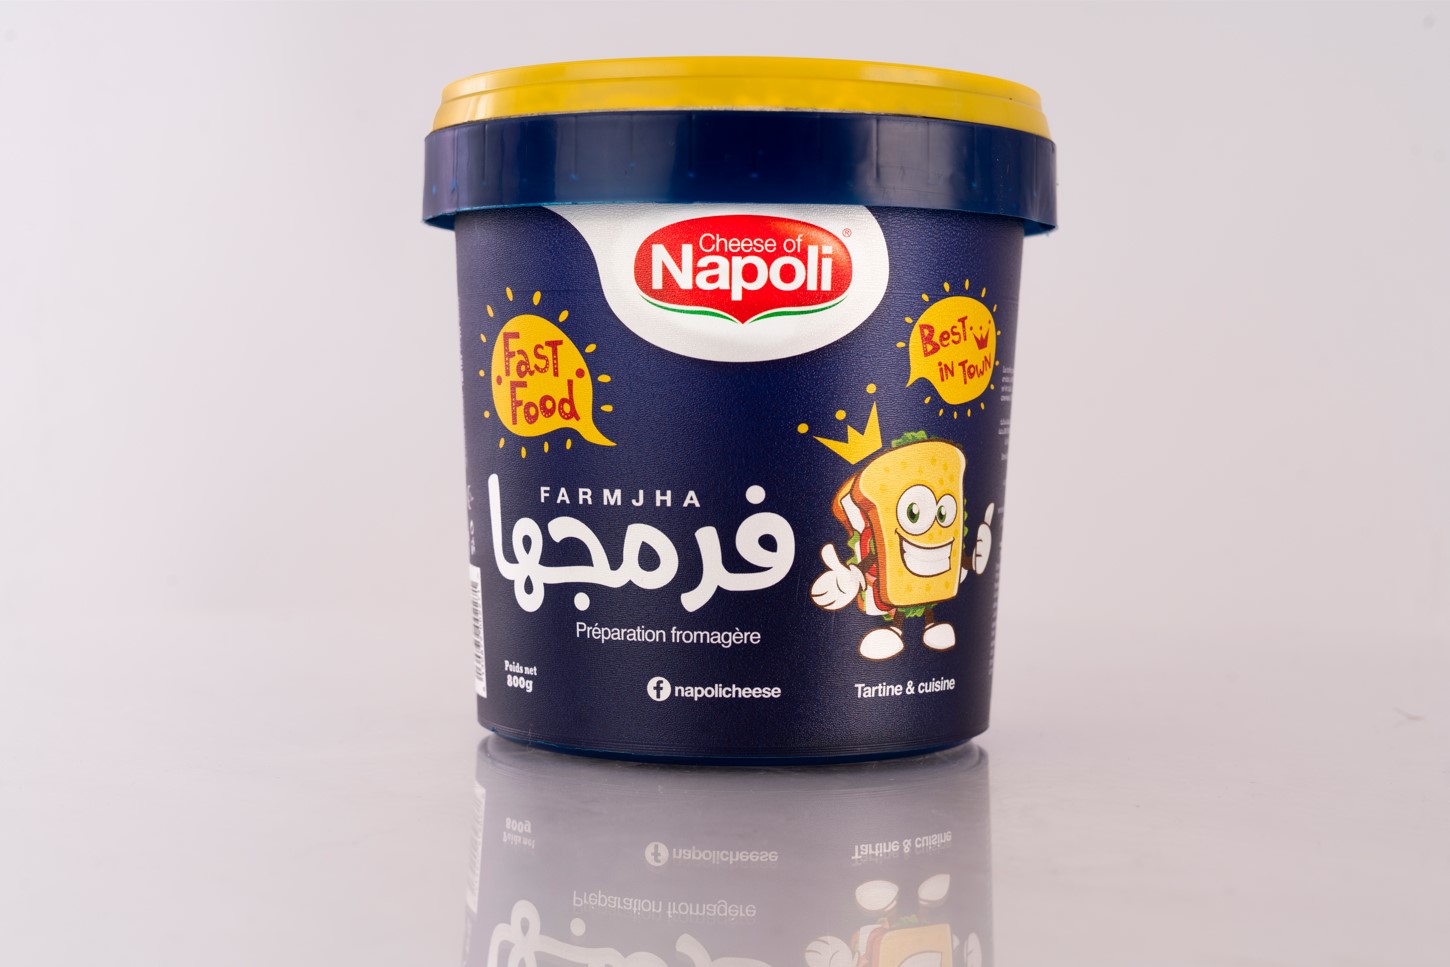 Cheese of
Napoli
®
Fast
Food
Best
in Town
FARMJHA
فرمجها
Préparation fromagère
Poids net
800g
napolicheese
Tartine & cuisine